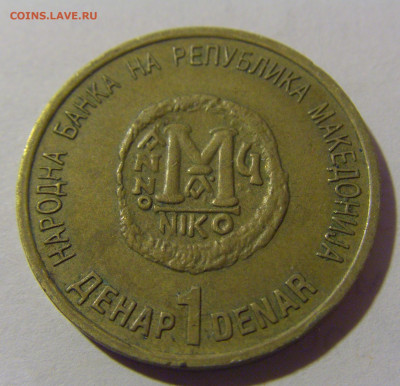 COINS.LAVE.RU
НАРОДНА БАНКА НА РЕПУБЛИКА МАКЕДОНИЈА
ANNO
M
A
Ч
NIKO
ДЕНАР 1 DENAR